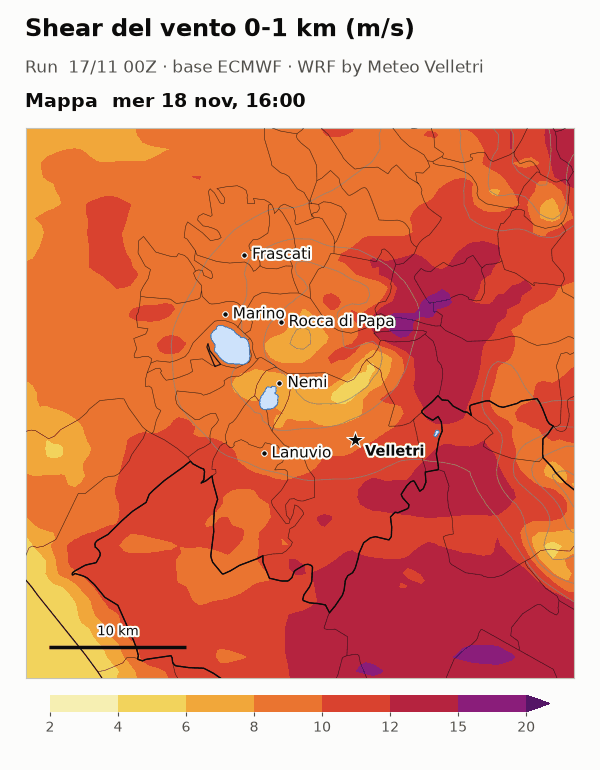 Shear del vento 0-1 km (m/s)
Run  17/11 00Z · base ECMWF · WRF by Meteo Velletri
Mappa  mer 18 nov, 16:00
Frascati
Marino
Rocca di Papa
Nemi
Velletri
Lanuvio
10 km
2 4 6 8 10 12 15 20